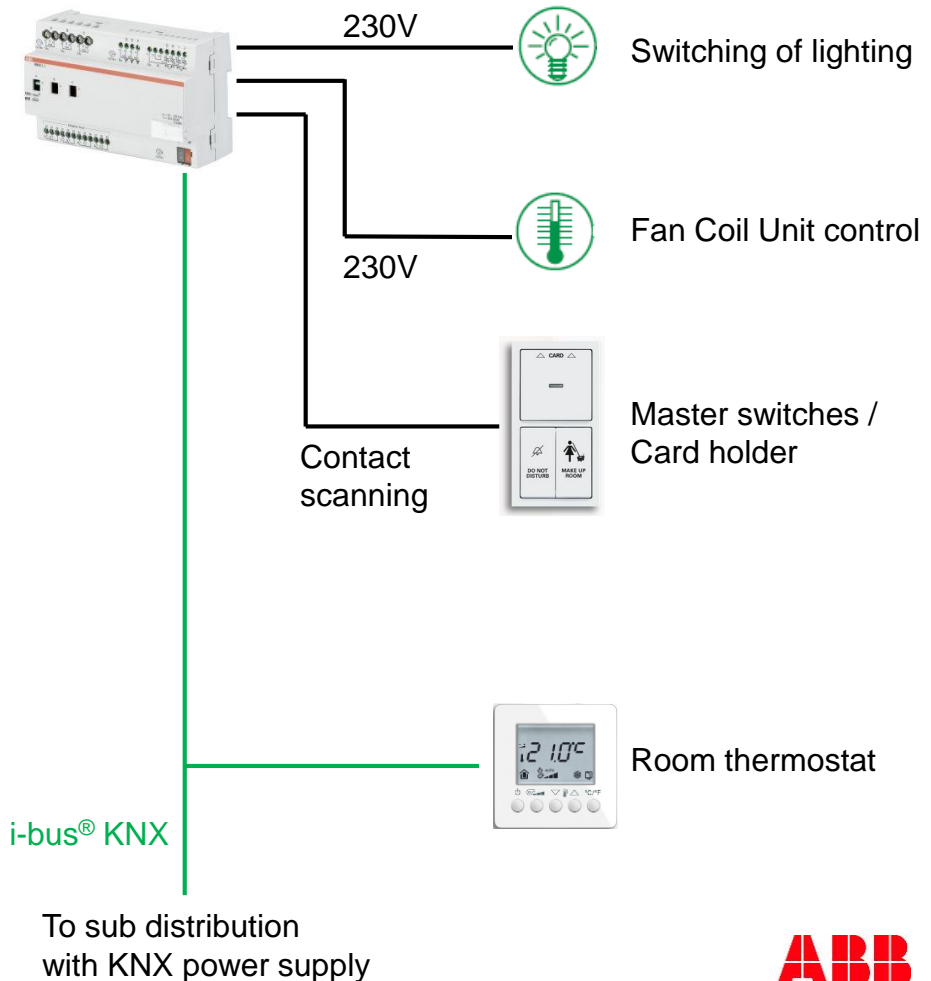 230V
Switching of lighting
Fan Coil Unit control
230V
△ CARD △
DO NOT
DISTURB
MAKE UP
ROOM
Master switches /
Card holder
Contact
scanning
21.0°C
AUTO
°C/°F
Room thermostat
i-bus® KNX
To sub distribution
with KNX power supply
ABB